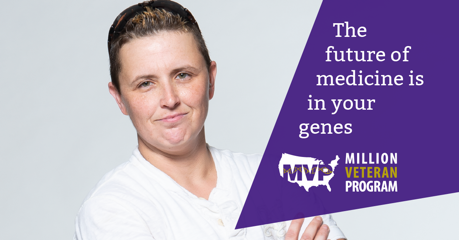 The
future of
medicine is
in your
genes
MVP
MILLION
VETERAN
PROGRAM